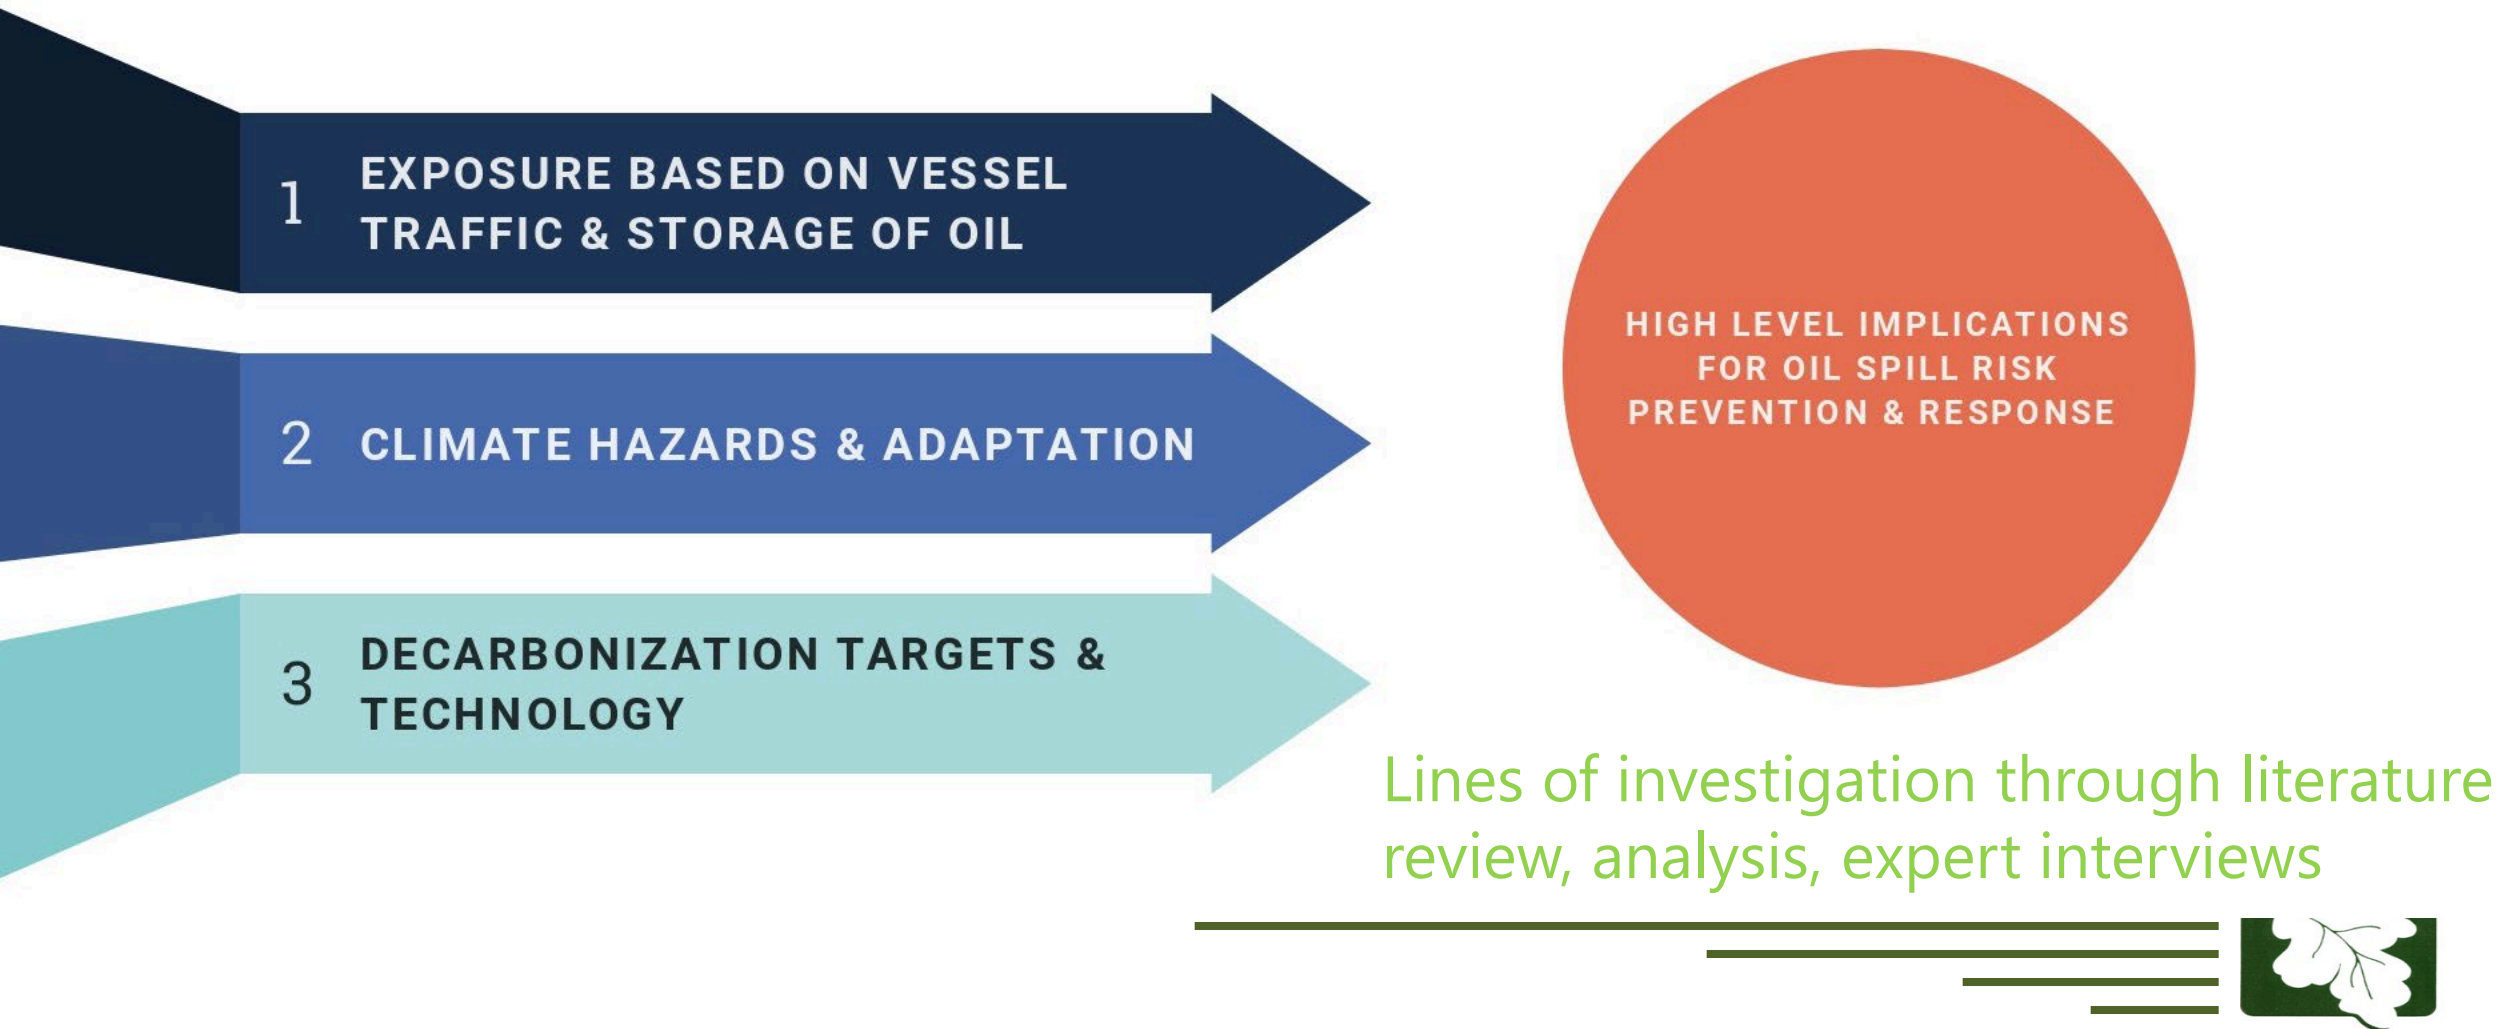 1
EXPOSURE BASED ON VESSEL
TRAFFIC & STORAGE OF OIL
2
CLIMATE HAZARDS & ADAPTATION
3
DECARBONIZATION TARGETS &
TECHNOLOGY
HIGH LEVEL IMPLICATIONS
FOR OIL SPILL RISK
PREVENTION & RESPONSE
Lines of investigation through literature
review, analysis, expert interviews